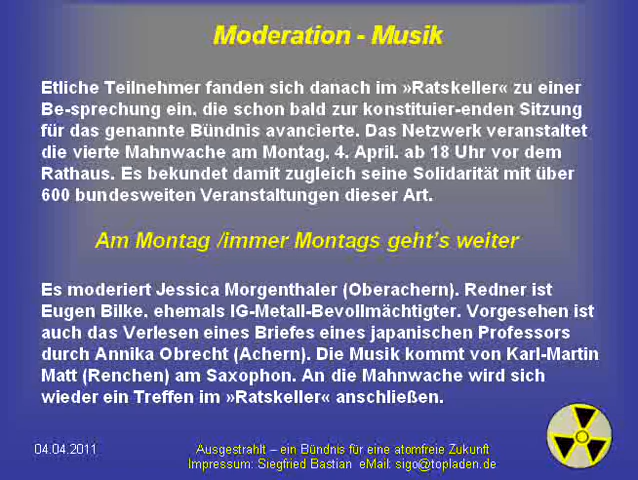 Moderation - Musik
Etliche Teilnehmer fanden sich danach im »Ratskeller« zu einer
Be-sprechung ein, die schon bald zur konstituier-enden Sitzung
für das genannte Bündnis avancierte. Das Netzwerk veranstaltet
die vierte Mahnwache am Montag, 4. April, ab 18 Uhr vor dem
Rathaus. Es bekundet damit zugleich seine Solidarität mit über
600 bundesweiten Veranstaltungen dieser Art.
Am Montag /immer Montags geht's weiter
Es moderiert Jessica Morgenthaler (Oberachern). Redner ist
Eugen Bilke, ehemals IG-Metall-Bevollmächtigter. Vorgesehen ist
auch das Verlesen eines Briefes eines japanischen Professors
durch Annika Obrecht (Achern). Die Musik kommt von Karl-Martin
Matt (Renchen) am Saxophon. An die Mahnwache wird sich
wieder ein Treffen im »Ratskeller« anschließen.
04.04.2011
Ausgestrahlt – ein Bündnis für eine atomfreie Zukunft
Impressum: Siegfried Bastian eMail: sigo@topladen.de